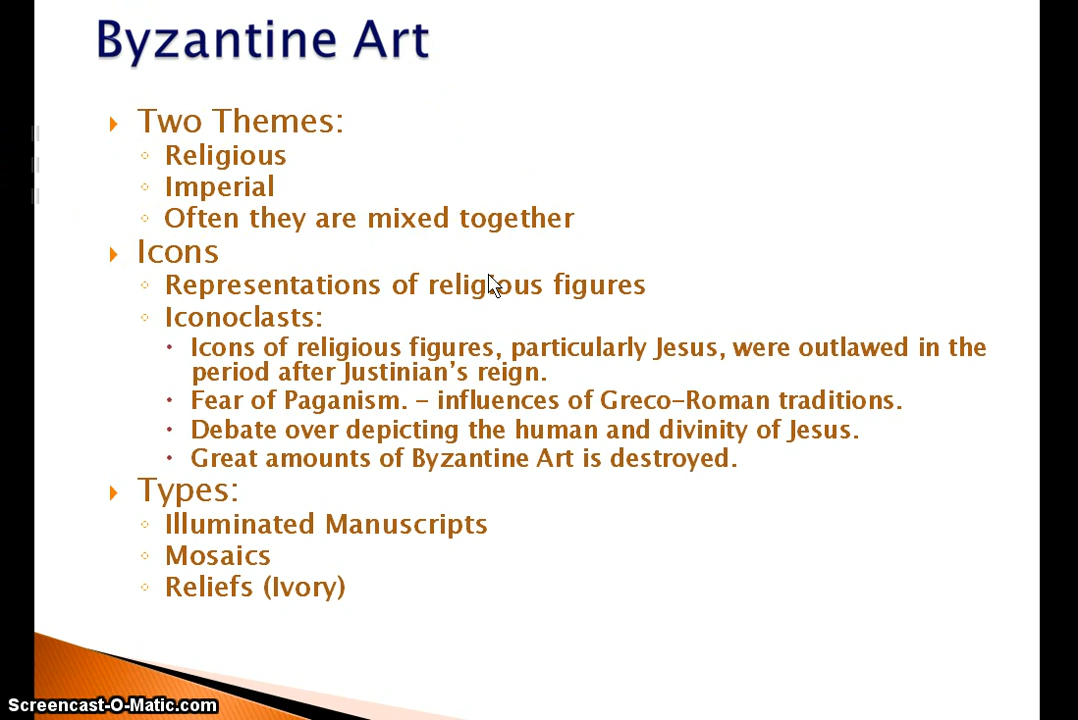 Byzantine Art
Two Themes:
Religious
Imperial
Often they are mixed together
Icons
Representations of religious figures
Iconoclasts:
Icons of religious figures, particularly Jesus, were outlawed in the
period after Justinian's reign.
Fear of Paganism. – influences of Greco-Roman traditions.
Debate over depicting the human and divinity of Jesus.
Great amounts of Byzantine Art is destroyed.
Types:
Illuminated Manuscripts
Mosaics
Reliefs (Ivory)
Screencast-O-Matic.com